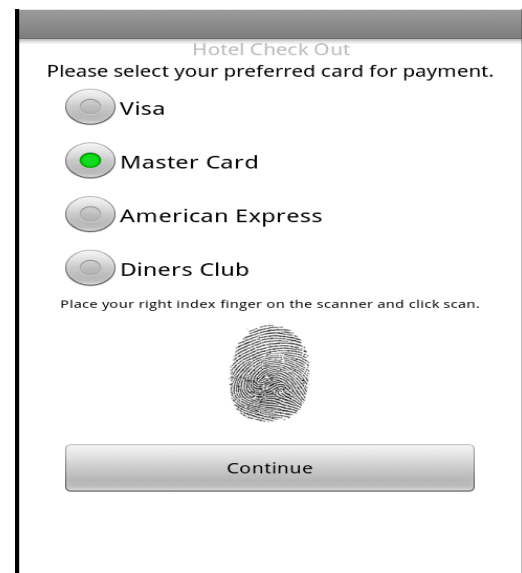 Hotel Check Out
Please select your preferred card for payment.
Visa
Master Card
American Express
Diners Club
Place your right index finger on the scanner and click scan.
Continue